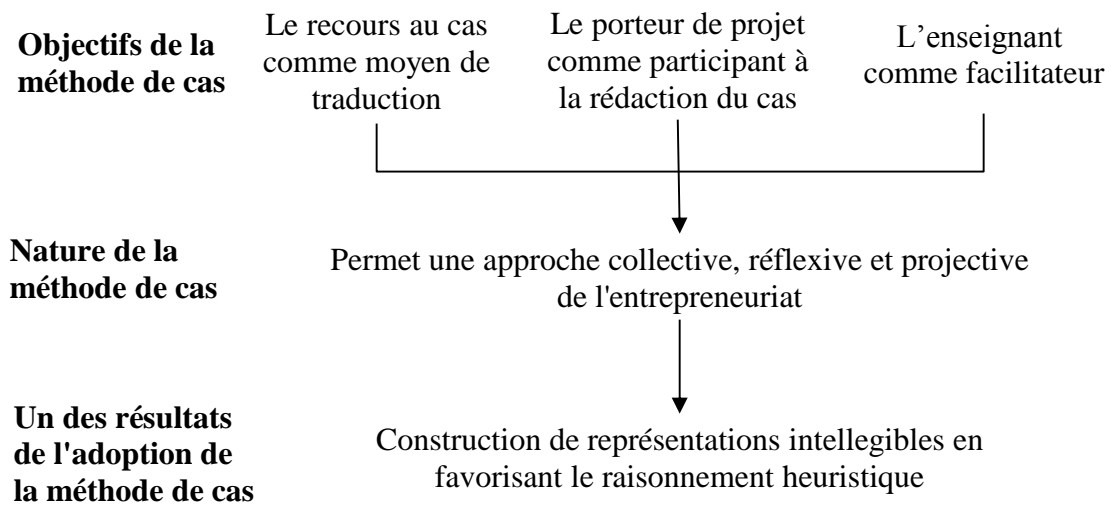 Objectifs de la
méthode de cas
Le recours au cas
comme moyen de
traduction
Le porteur de projet
comme participant à
la rédaction du cas
L’enseignant
comme facilitateur
Nature de la
méthode de cas
Permet une approche collective, réflexive et projective
de l'entrepreneuriat
Un des résultats
de l'adoption de
la méthode de cas
Construction de représentations intellegibles en
favorisant le raisonnement heuristique